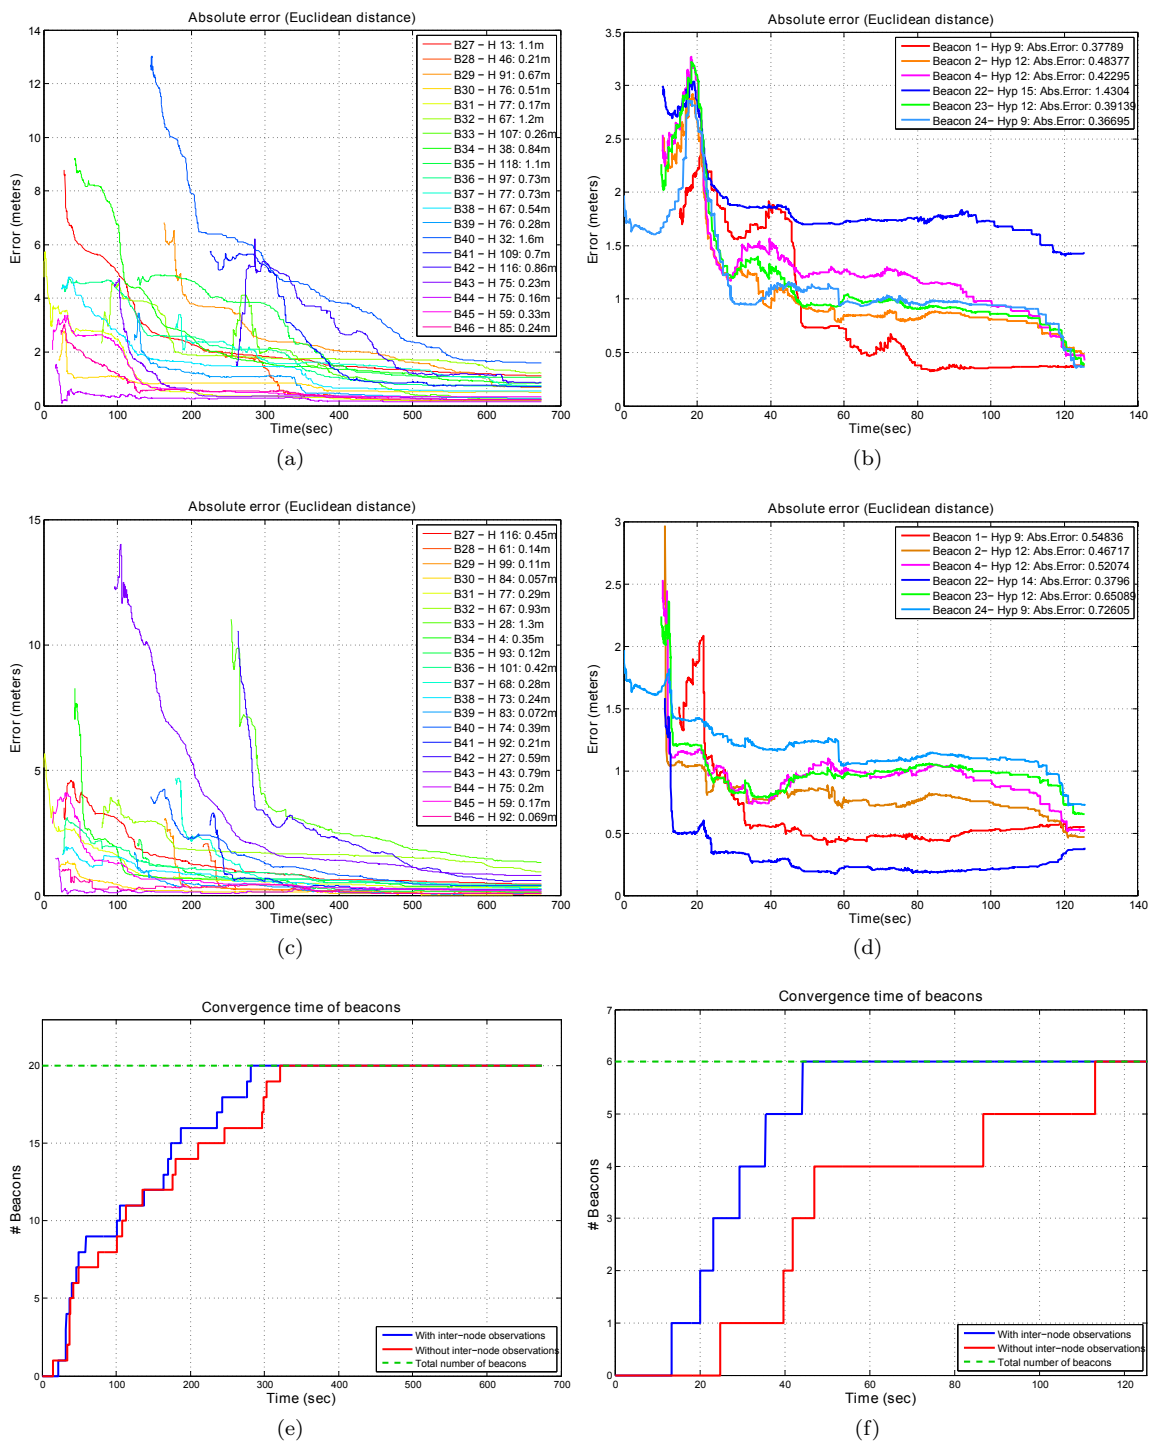 Absolute error (Euclidean distance)
14
12
10
8
6
4
2
0
Error (meters)
B27 − H 13: 1.1m
B28 − H 46: 0.21m
B29 − H 91: 0.67m
B30 − H 76: 0.51m
B31 − H 77: 0.17m
B32 − H 67: 1.2m
B33 − H 107: 0.26m
B34 − H 38: 0.84m
B35 − H 118: 1.1m
B36 − H 97: 0.73m
B37 − H 77: 0.73m
B38 − H 67: 0.54m
B39 − H 76: 0.28m
B40 − H 32: 1.6m
B41 − H 109: 0.7m
B42 − H 116: 0.86m
B43 − H 75: 0.23m
B44 − H 75: 0.16m
B45 − H 59: 0.33m
B46 − H 85: 0.24m
0 100 200 300 400 500 600 700
Time(sec)
(a)
Absolute error (Euclidean distance)
3.5
3
2.5
2
1.5
1
0.5
0
Error (meters)
Beacon 1− Hyp 9: Abs.Error: 0.37789
Beacon 2− Hyp 12: Abs.Error: 0.48377
Beacon 4− Hyp 12: Abs.Error: 0.42295
Beacon 22− Hyp 15: Abs.Error: 1.4304
Beacon 23− Hyp 12: Abs.Error: 0.39139
Beacon 24− Hyp 9: Abs.Error: 0.36695
0 20 40 60 80 100 120 140
Time(sec)
(b)
Absolute error (Euclidean distance)
15
10
5
0
Error (meters)
B27 − H 116: 0.45m
B28 − H 61: 0.14m
B29 − H 99: 0.11m
B30 − H 84: 0.057m
B31 − H 77: 0.29m
B32 − H 67: 0.93m
B33 − H 28: 1.3m
B34 − H 4: 0.35m
B35 − H 93: 0.12m
B36 − H 101: 0.42m
B37 − H 68: 0.28m
B38 − H 73: 0.24m
B39 − H 83: 0.072m
B40 − H 74: 0.39m
B41 − H 92: 0.21m
B42 − H 27: 0.59m
B43 − H 43: 0.79m
B44 − H 75: 0.2m
B45 − H 59: 0.17m
B46 − H 92: 0.069m
0 100 200 300 400 500 600 700
Time(sec)
(c)
Absolute error (Euclidean distance)
3
2.5
2
1.5
1
0.5
0
Error (meters)
Beacon 1− Hyp 9: Abs.Error: 0.54836
Beacon 2− Hyp 12: Abs.Error: 0.46717
Beacon 4− Hyp 12: Abs.Error: 0.52074
Beacon 22− Hyp 14: Abs.Error: 0.3796
Beacon 23− Hyp 12: Abs.Error: 0.65089
Beacon 24− Hyp 9: Abs.Error: 0.72605
0 20 40 60 80 100 120 140
Time(sec)
(d)
Convergence time of beacons
20
15
10
5
0
# Beacons
With inter−node observations
Without inter−node observations
Total number of beacons
0 100 200 300 400 500 600 700
Time (sec)
(e)
Convergence time of beacons
7
6
5
4
3
2
1
0
# Beacons
With inter−node observations
Without inter−node observations
Total number of beacons
0 20 40 60 80 100 120
Time (sec)
(f)